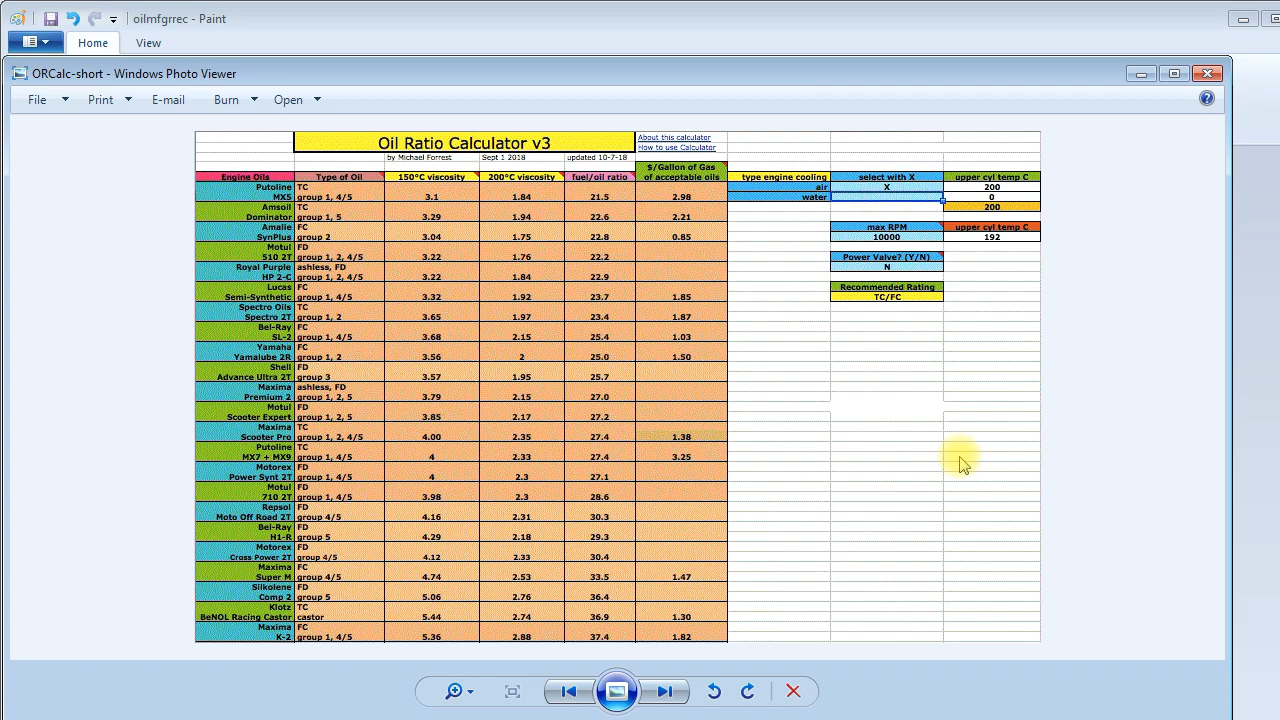 oilmfgrrec - Paint
Home View
ORCalc-short - Windows Photo Viewer
File Print E-mail Burn Open
Oil Ratio Calculator v3 About this calculator
How to use Calculator
by Michael Forrest Sept 1 2018 updated 10-7-18
$/Gallon of Gas
Engine Oils Type of Oil 150°C viscosity 200°C viscosity fuel/oil ratio of acceptable oils type engine cooling select with X upper cyl temp C
Putoline TC air X 200
MX5 group 1, 4/5 3.1 1.84 21.5 2.98 water 0
Amsoil TC 200
Dominator group 1, 5 3.29 1.94 22.6 2.21
Amalie FC max RPM upper cyl temp C
SynPlus group 2 3.04 1.75 22.8 0.85 10000 192
Motul FD
510 2T group 1, 2, 4/5 3.22 1.76 22.2 Power Valve? (Y/N)
Royal Purple ashless, FD N
HP 2-C group 1, 2, 4/5 3.22 1.84 22.9
Lucas FC Recommended Rating
Semi-Synthetic group 1, 4/5 3.32 1.92 23.7 1.85 TC/FC
Spectro Oils TC
Spectro 2T group 1, 2 3.65 1.97 23.4 1.87
Bel-Ray FC
SL-2 group 1, 4/5 3.68 2.15 25.4 1.03
Yamaha FC
Yamalube 2R group 1, 2 3.56 2 25.0 1.50
Shell FD
Advance Ultra 2T group 3 3.57 1.95 25.7
Maxima ashless, FD
Premium 2 group 1, 2, 5 3.79 2.15 27.0
Motul FD
Scooter Expert group 1, 2, 5 3.85 2.17 27.2
Maxima TC
Scooter Pro group 1, 2, 4/5 4.00 2.35 27.4 1.38
Putoline TC
MX7 + MX9 group 1, 4/5 4 2.33 27.4 3.25
Motorex FD
Power Synt 2T group 1, 4/5 4 2.3 27.1
Motul FD
710 2T group 1, 4/5 3.98 2.3 28.6
Repsol FD
Moto Off Road 2T group 4/5 4.16 2.31 30.3
Bel-Ray FD
H1-R group 5 4.29 2.18 29.3
Motorex FD
Cross Power 2T group 4/5 4.12 2.33 30.4
Maxima FC
Super M group 4/5 4.74 2.53 33.5 1.47
Silkolene FD
Comp 2 group 5 5.06 2.76 36.4
Klotz TC
BeNOL Racing Castor castor 5.44 2.74 36.9 1.30
Maxima FC
K-2 group 1, 4/5 5.36 2.88 37.4 1.82